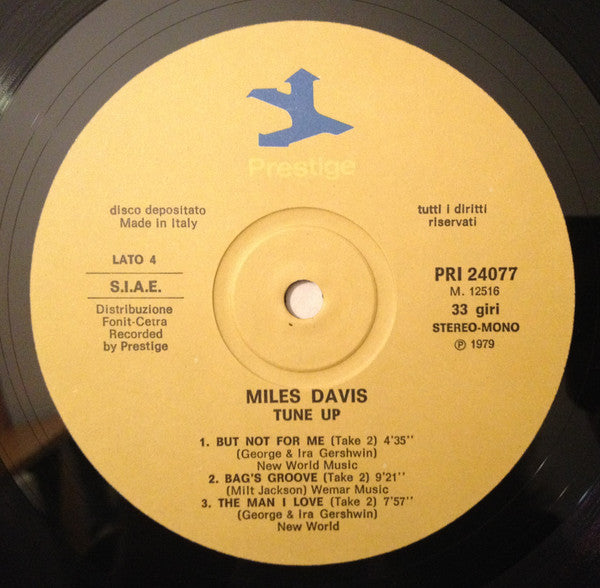 Prestige
disco depositato
Made in Italy
tutti i diritti
riservati
LATO 4
S.I.A.E.
Distribuzione
Fonit-Cetra
Recorded
by Prestige
PRI 24077
M. 12516
33 giri
STEREO-MONO
Ⓟ 1979
MILES DAVIS
TUNE UP
1. BUT NOT FOR ME (Take 2) 4'35''
(George & Ira Gershwin)
New World Music
2. BAG'S GROOVE (Take 2) 9'21''
(Milt Jackson) Wemar Music
3. THE MAN I LOVE (Take 2) 7'57''
(George & Ira Gershwin)
New World